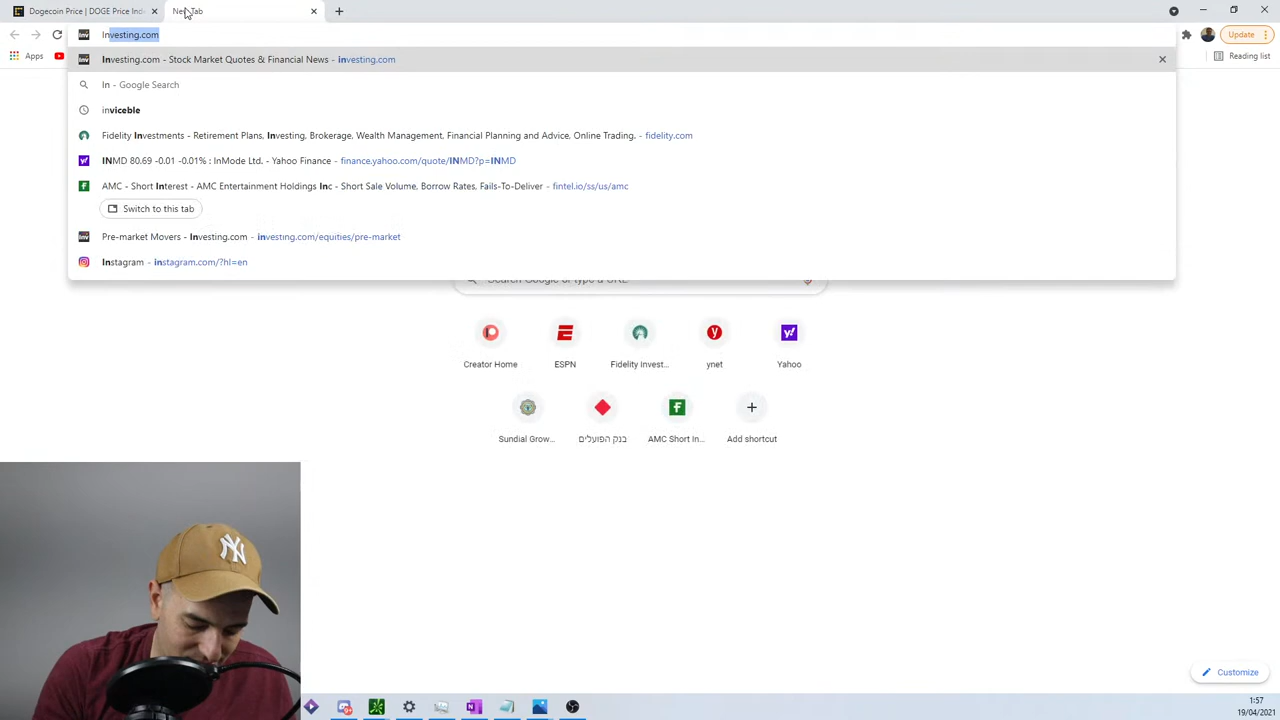 Dogecoin Price | DOGE Price Ind
New Tab
Investing.com
Update
Apps
Reading list
Investing.com - Stock Market Quotes & Financial News - investing.com
In - Google Search
inviceble
Fidelity Investments - Retirement Plans, Investing, Brokerage, Wealth Management, Financial Planning and Advice, Online Trading. - fidelity.com
INMD 80.69 -0.01 -0.01% : InMode Ltd. - Yahoo Finance - finance.yahoo.com/quote/INMD?p=INMD
AMC - Short Interest - AMC Entertainment Holdings Inc - Short Sale Volume, Borrow Rates, Fails-To-Deliver - fintel.io/ss/us/amc
Switch to this tab
Pre-market Movers - Investing.com - investing.com/equities/pre-market
Instagram - instagram.com/?hl=en
Search Google or type a URL
Creator Home
ESPN
Fidelity Invest...
ynet
Yahoo
Sundial Grow...
בנק הפועלים
AMC Short In...
Add shortcut
NY
Customize
1:57
19/04/2021